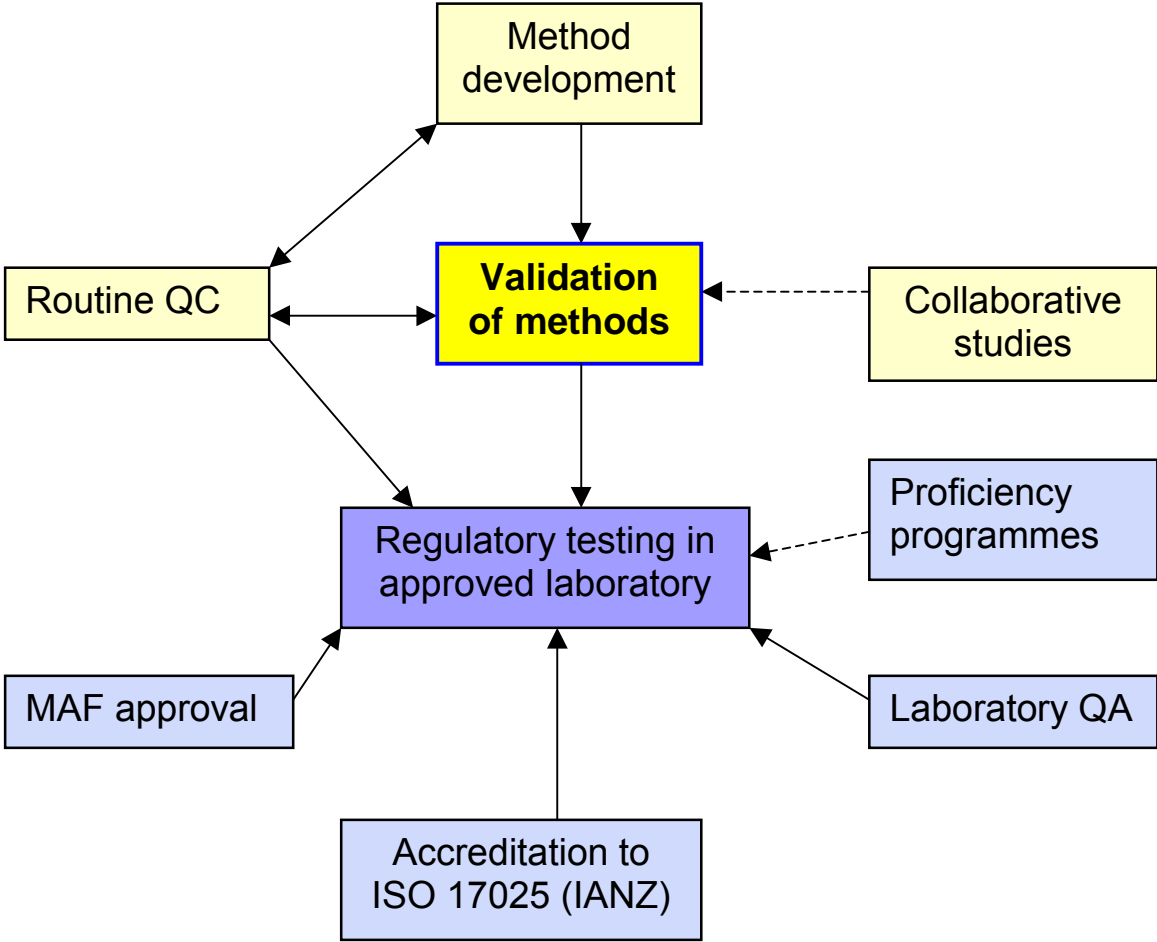 Method
development
Routine QC
Validation
of methods
Collaborative
studies
Proficiency
programmes
Regulatory testing in
approved laboratory
MAF approval
Laboratory QA
Accreditation to
ISO 17025 (IANZ)